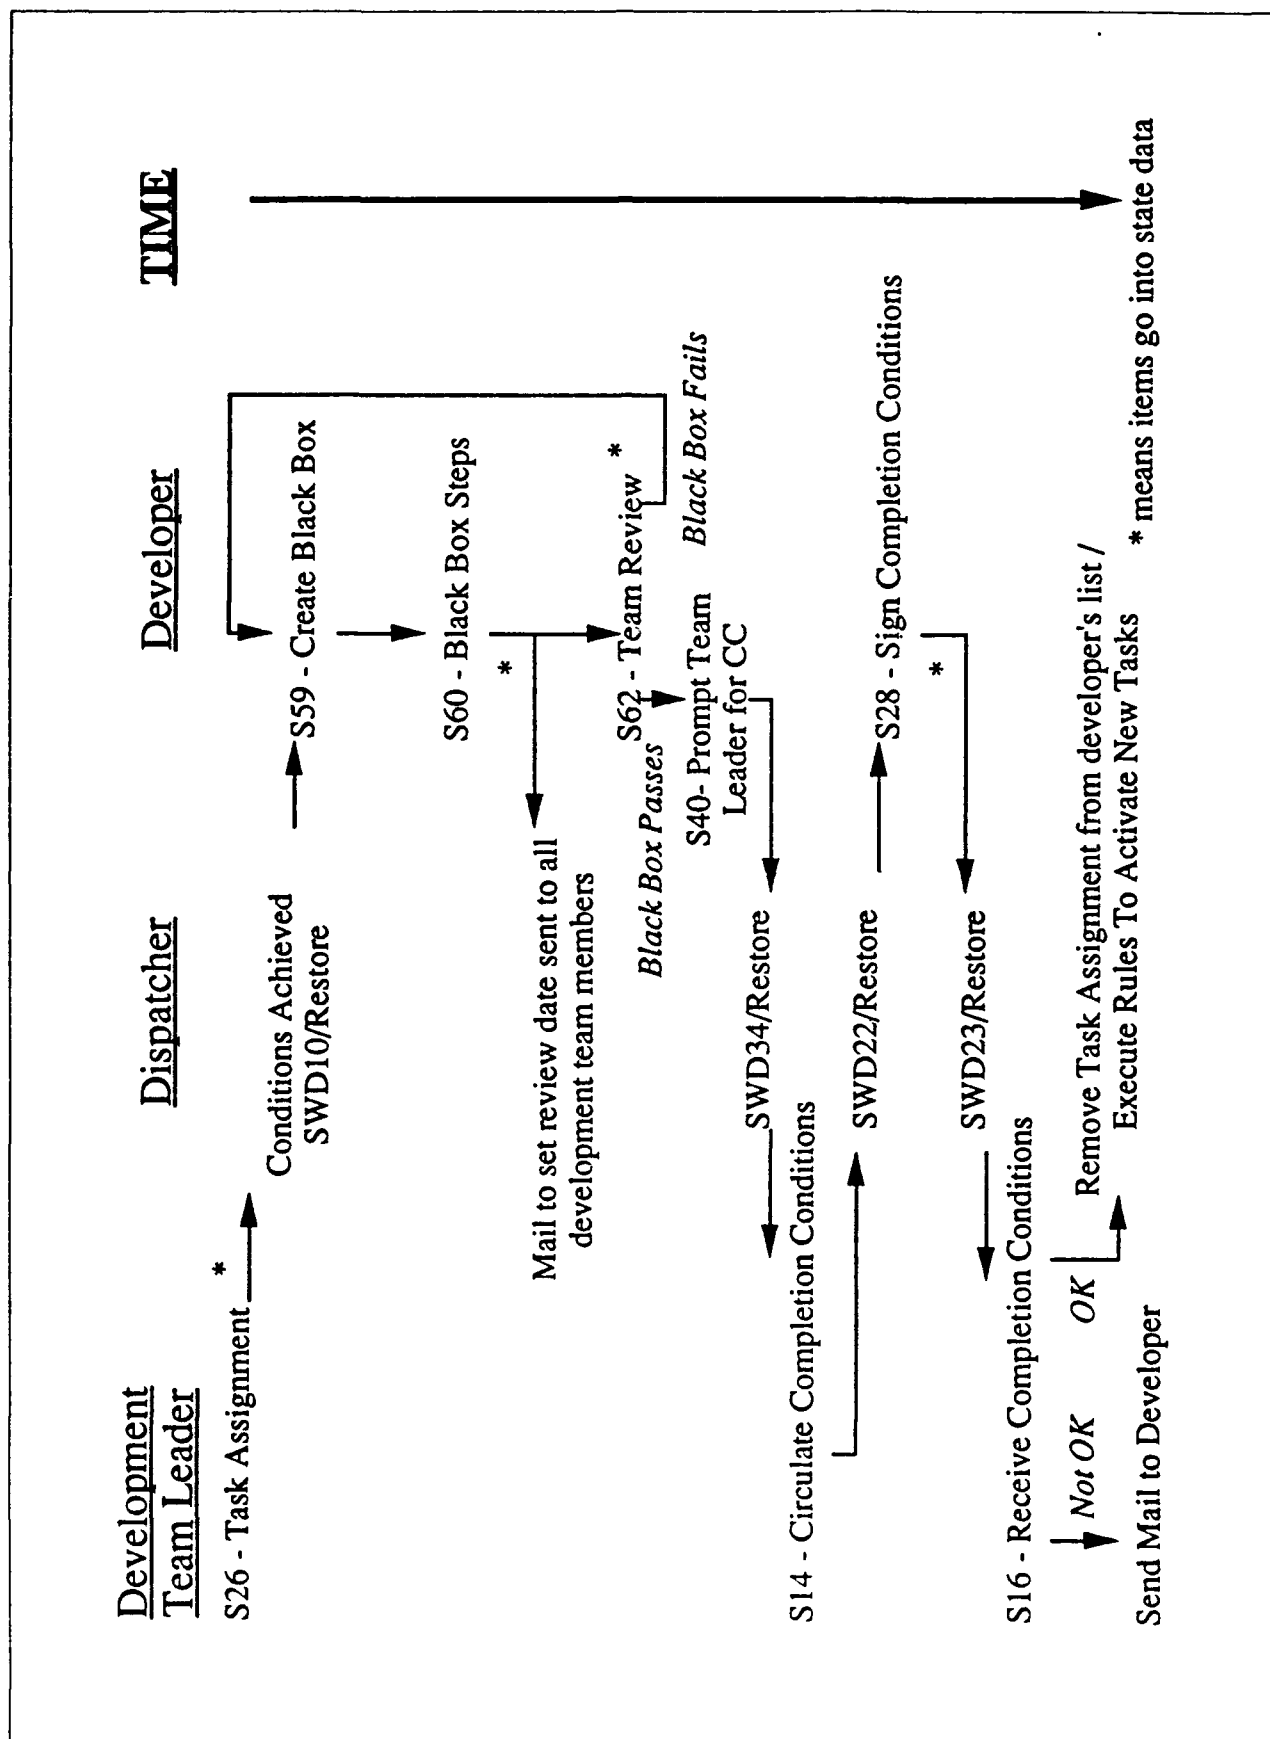 Development
Team Leader
Dispatcher
Developer
TIME
S26 - Task Assignment
*
Conditions Achieved
SWD10/Restore
S59 - Create Black Box
S60 - Black Box Steps
*
Mail to set review date sent to all
development team members
S62 - Team Review
*
Black Box Passes
Black Box Fails
S40- Prompt Team
Leader for CC
SWD34/Restore
S14 - Circulate Completion Conditions
SWD22/Restore
S28 - Sign Completion Conditions
*
SWD23/Restore
S16 - Receive Completion Conditions
Not OK
OK
Remove Task Assignment from developer's list /
Execute Rules To Activate New Tasks
Send Mail to Developer
* means items go into state data